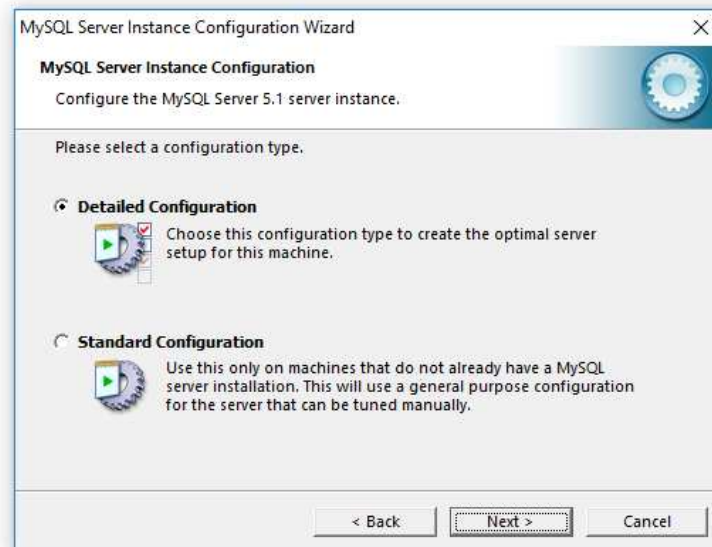 MySQL Server Instance Configuration Wizard
MySQL Server Instance Configuration
Configure the MySQL Server 5.1 server instance.
Please select a configuration type.
Detailed Configuration
Choose this configuration type to create the optimal server
setup for this machine.
Standard Configuration
Use this only on machines that do not already have a MySQL
server installation. This will use a general purpose configuration
for the server that can be tuned manually.
< Back
Next >
Cancel